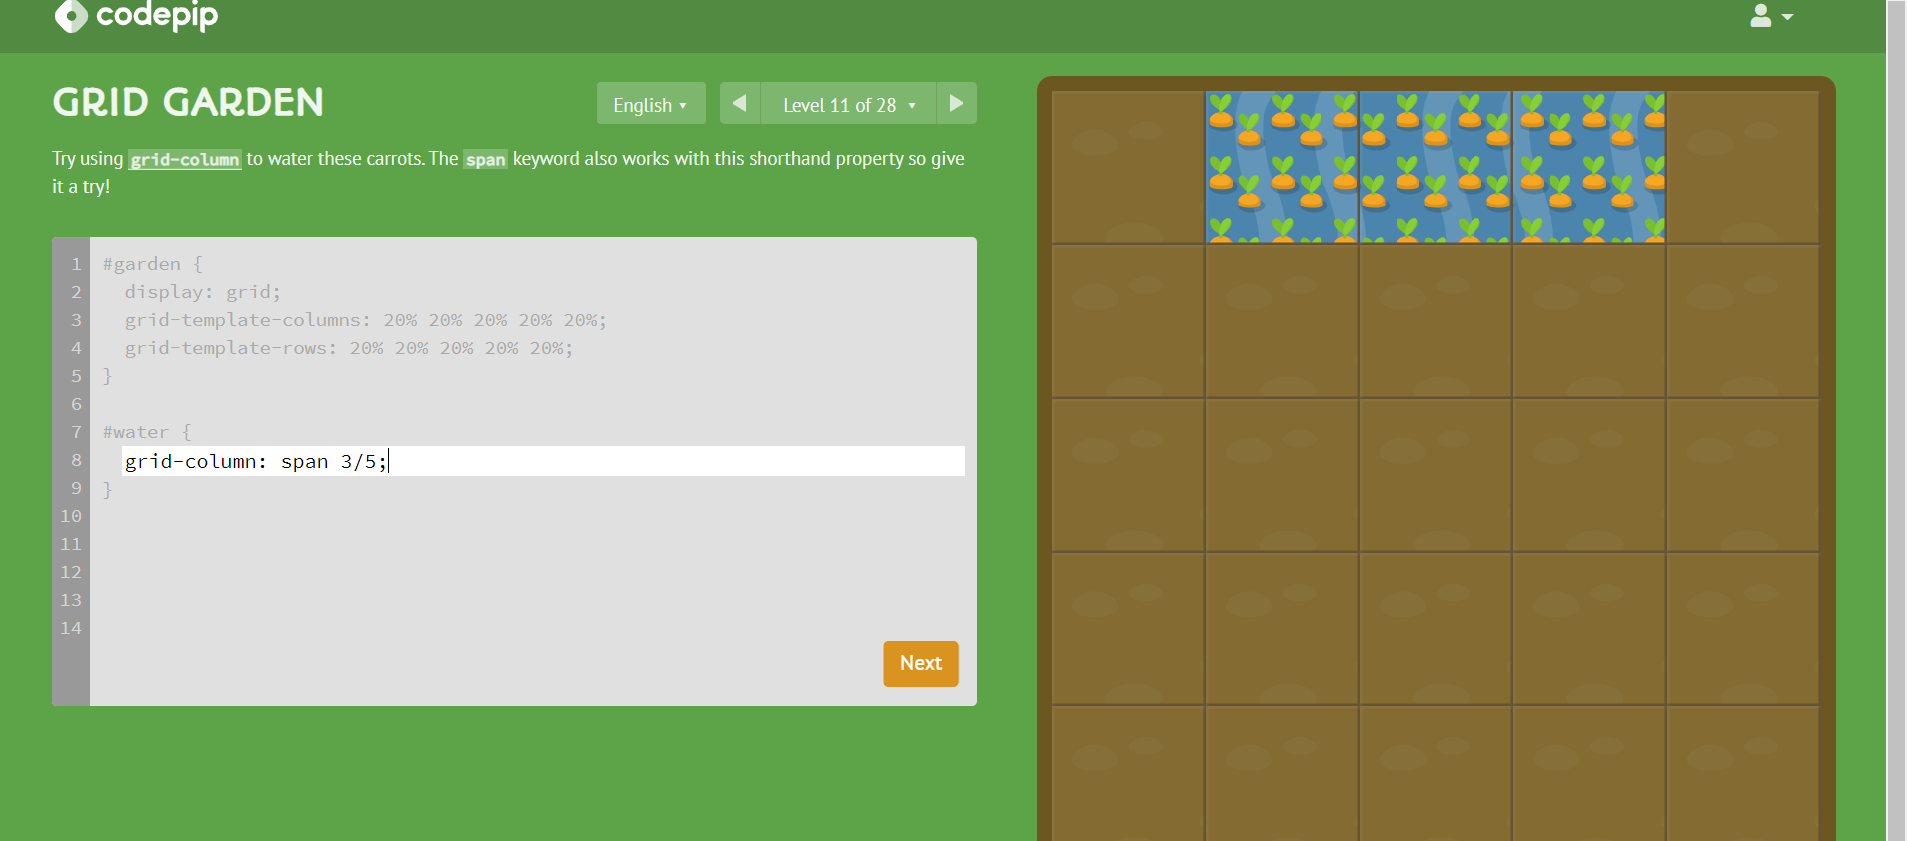 codepip
GRID GARDEN
English ▾
Level 11 of 28 ▾
Try using grid-column to water these carrots. The span keyword also works with this shorthand property so give
it a try!
1 #garden {
2 display: grid;
3 grid-template-columns: 20% 20% 20% 20% 20%;
4 grid-template-rows: 20% 20% 20% 20% 20%;
5 }
6
7 #water {
8 grid-column: span 3/5;
9 }
10
11
12
13
14
Next